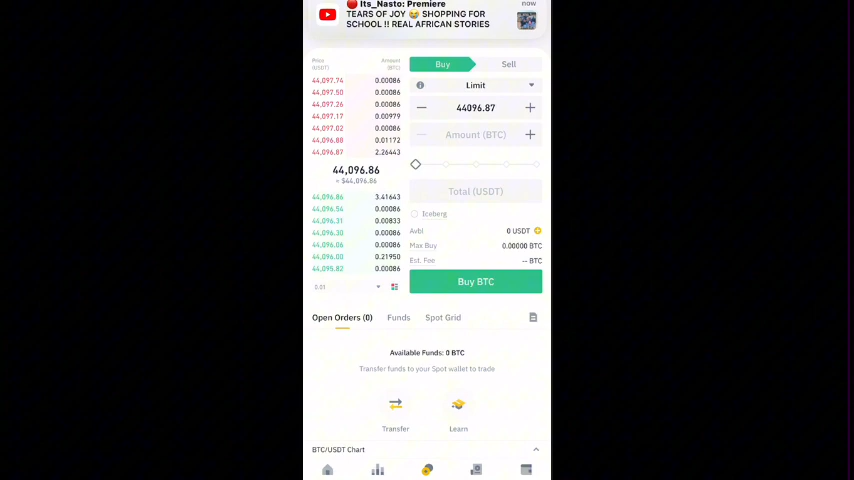 Its_Nasto: Premiere
now
TEARS OF JOY 😂 SHOPPING FOR
SCHOOL !! REAL AFRICAN STORIES
Price
(USDT)
Amount
(BTC)
44,097.74 0.00086
44,097.50 0.00086
44,097.26 0.00086
44,097.17 0.00979
44,097.02 0.00086
44,096.88 0.01172
44,096.87 2.26443
44,096.86
≈ $44,096.86
44,096.86 3.41643
44,096.54 0.00086
44,096.31 0.00833
44,096.30 0.00086
44,096.06 0.00086
44,096.00 0.21950
44,095.82 0.00086
0.01
Buy
Sell
Limit
44096.87
Amount (BTC)
Total (USDT)
Iceberg
Avbl 0 USDT
Max Buy 0.00000 BTC
Est. Fee -- BTC
Buy BTC
Open Orders (0) Funds Spot Grid
Available Funds: 0 BTC
Transfer funds to your Spot wallet to trade
Transfer Learn
BTC/USDT Chart